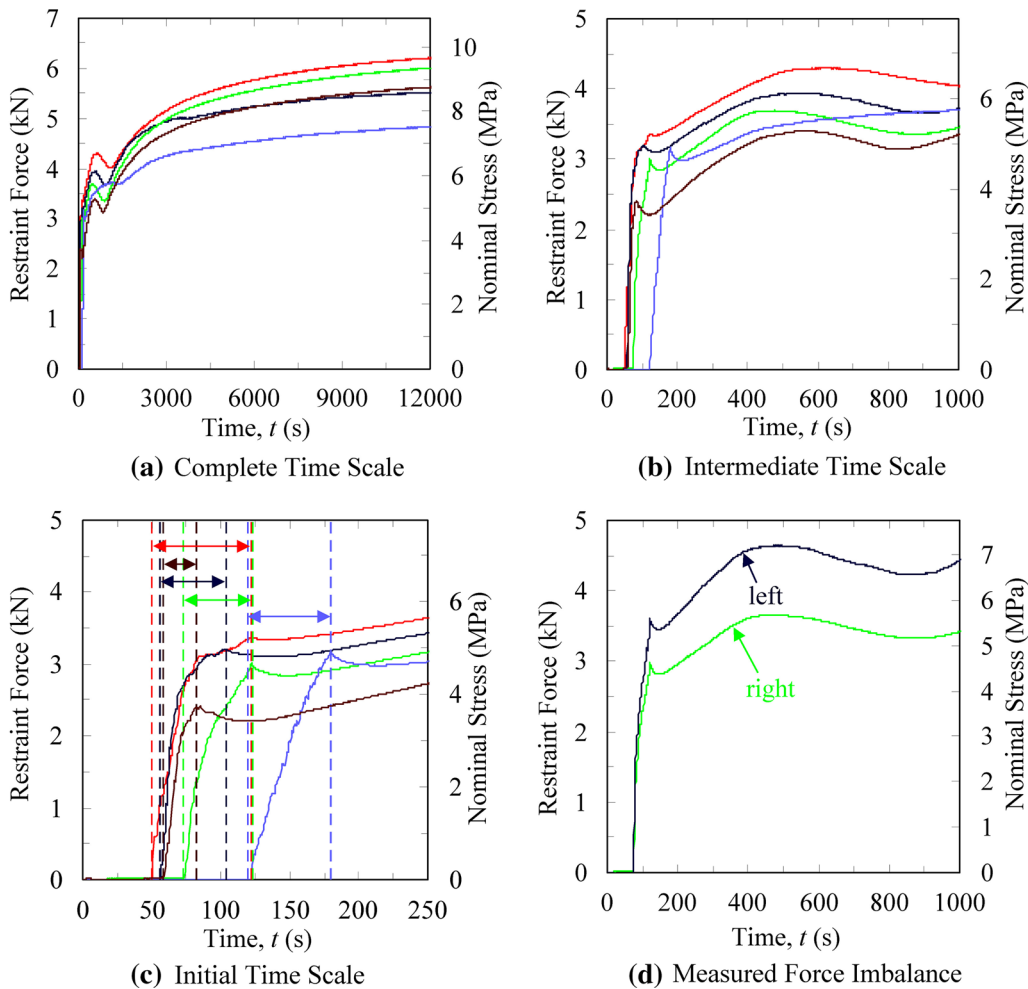 7
6
5
4
3
2
1
0
Restraint Force (kN)
10
8
6
4
2
0
Nominal Stress (MPa)
0 3000 6000 9000 12000
Time, t (s)
(a) Complete Time Scale
5
4
3
2
1
0
Restraint Force (kN)
6
4
2
0
Nominal Stress (MPa)
0 200 400 600 800 1000
Time, t (s)
(b) Intermediate Time Scale
5
4
3
2
1
0
Restraint Force (kN)
6
4
2
0
Nominal Stress (MPa)
0 50 100 150 200 250
Time, t (s)
(c) Initial Time Scale
5
4
3
2
1
0
Restraint Force (kN)
left
right
7
6
5
4
3
2
1
0
Nominal Stress (MPa)
0 200 400 600 800 1000
Time, t (s)
(d) Measured Force Imbalance